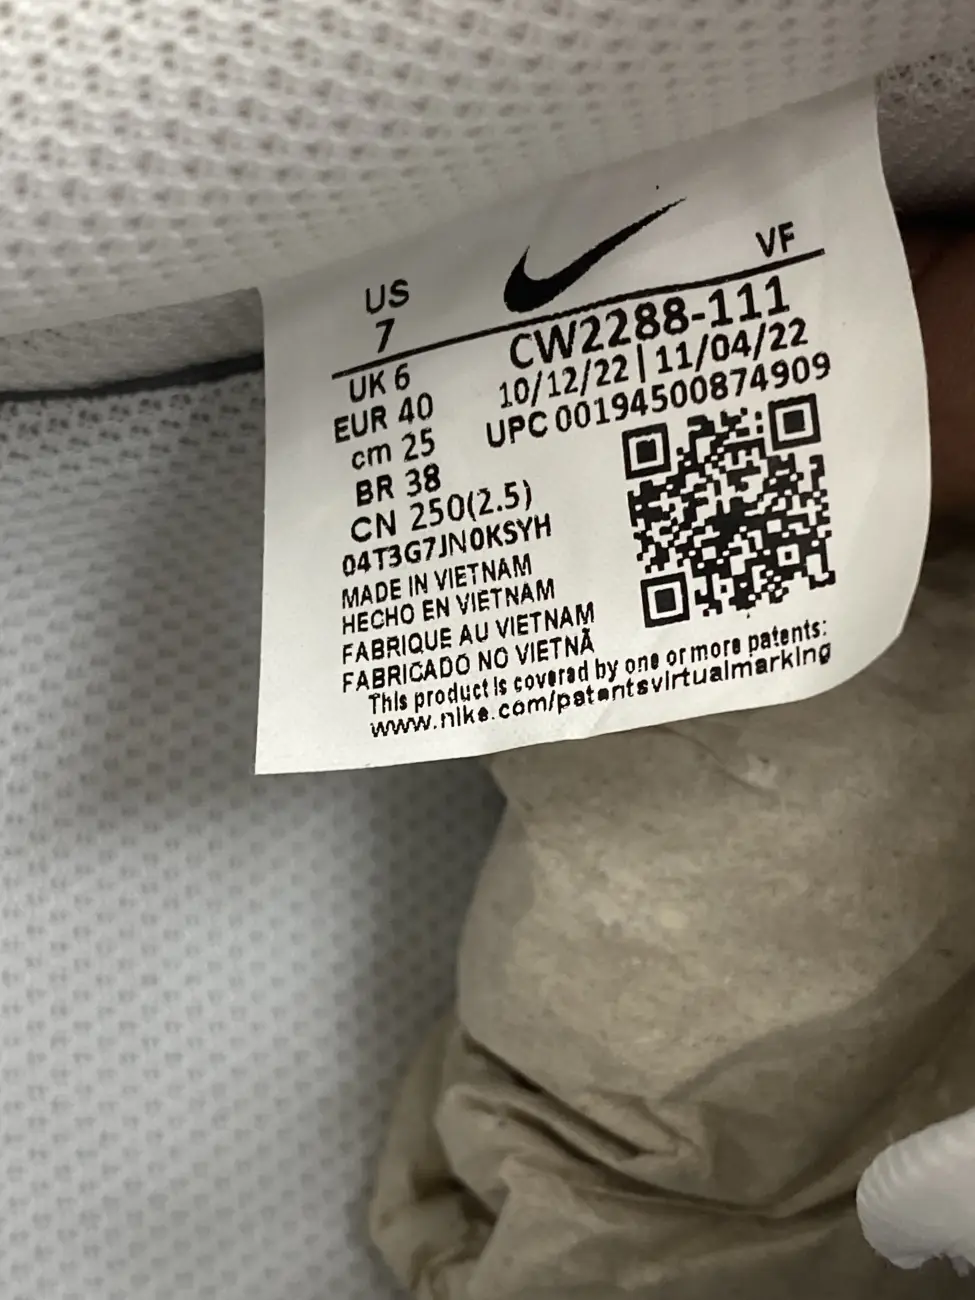 US
7
VF
CW2288-111
10/12/22 | 11/04/22
UPC 00194500874909
UK 6
EUR 40
cm 25
BR 38
CN 250(2.5)
04T3G7JN0KSYH
MADE IN VIETNAM
HECHO EN VIETNAM
FABRIQUE AU VIETNAM
FABRICADO NO VIETNÃ
This product is covered by one or more patents:
www.nike.com/patentsvirtualmarking